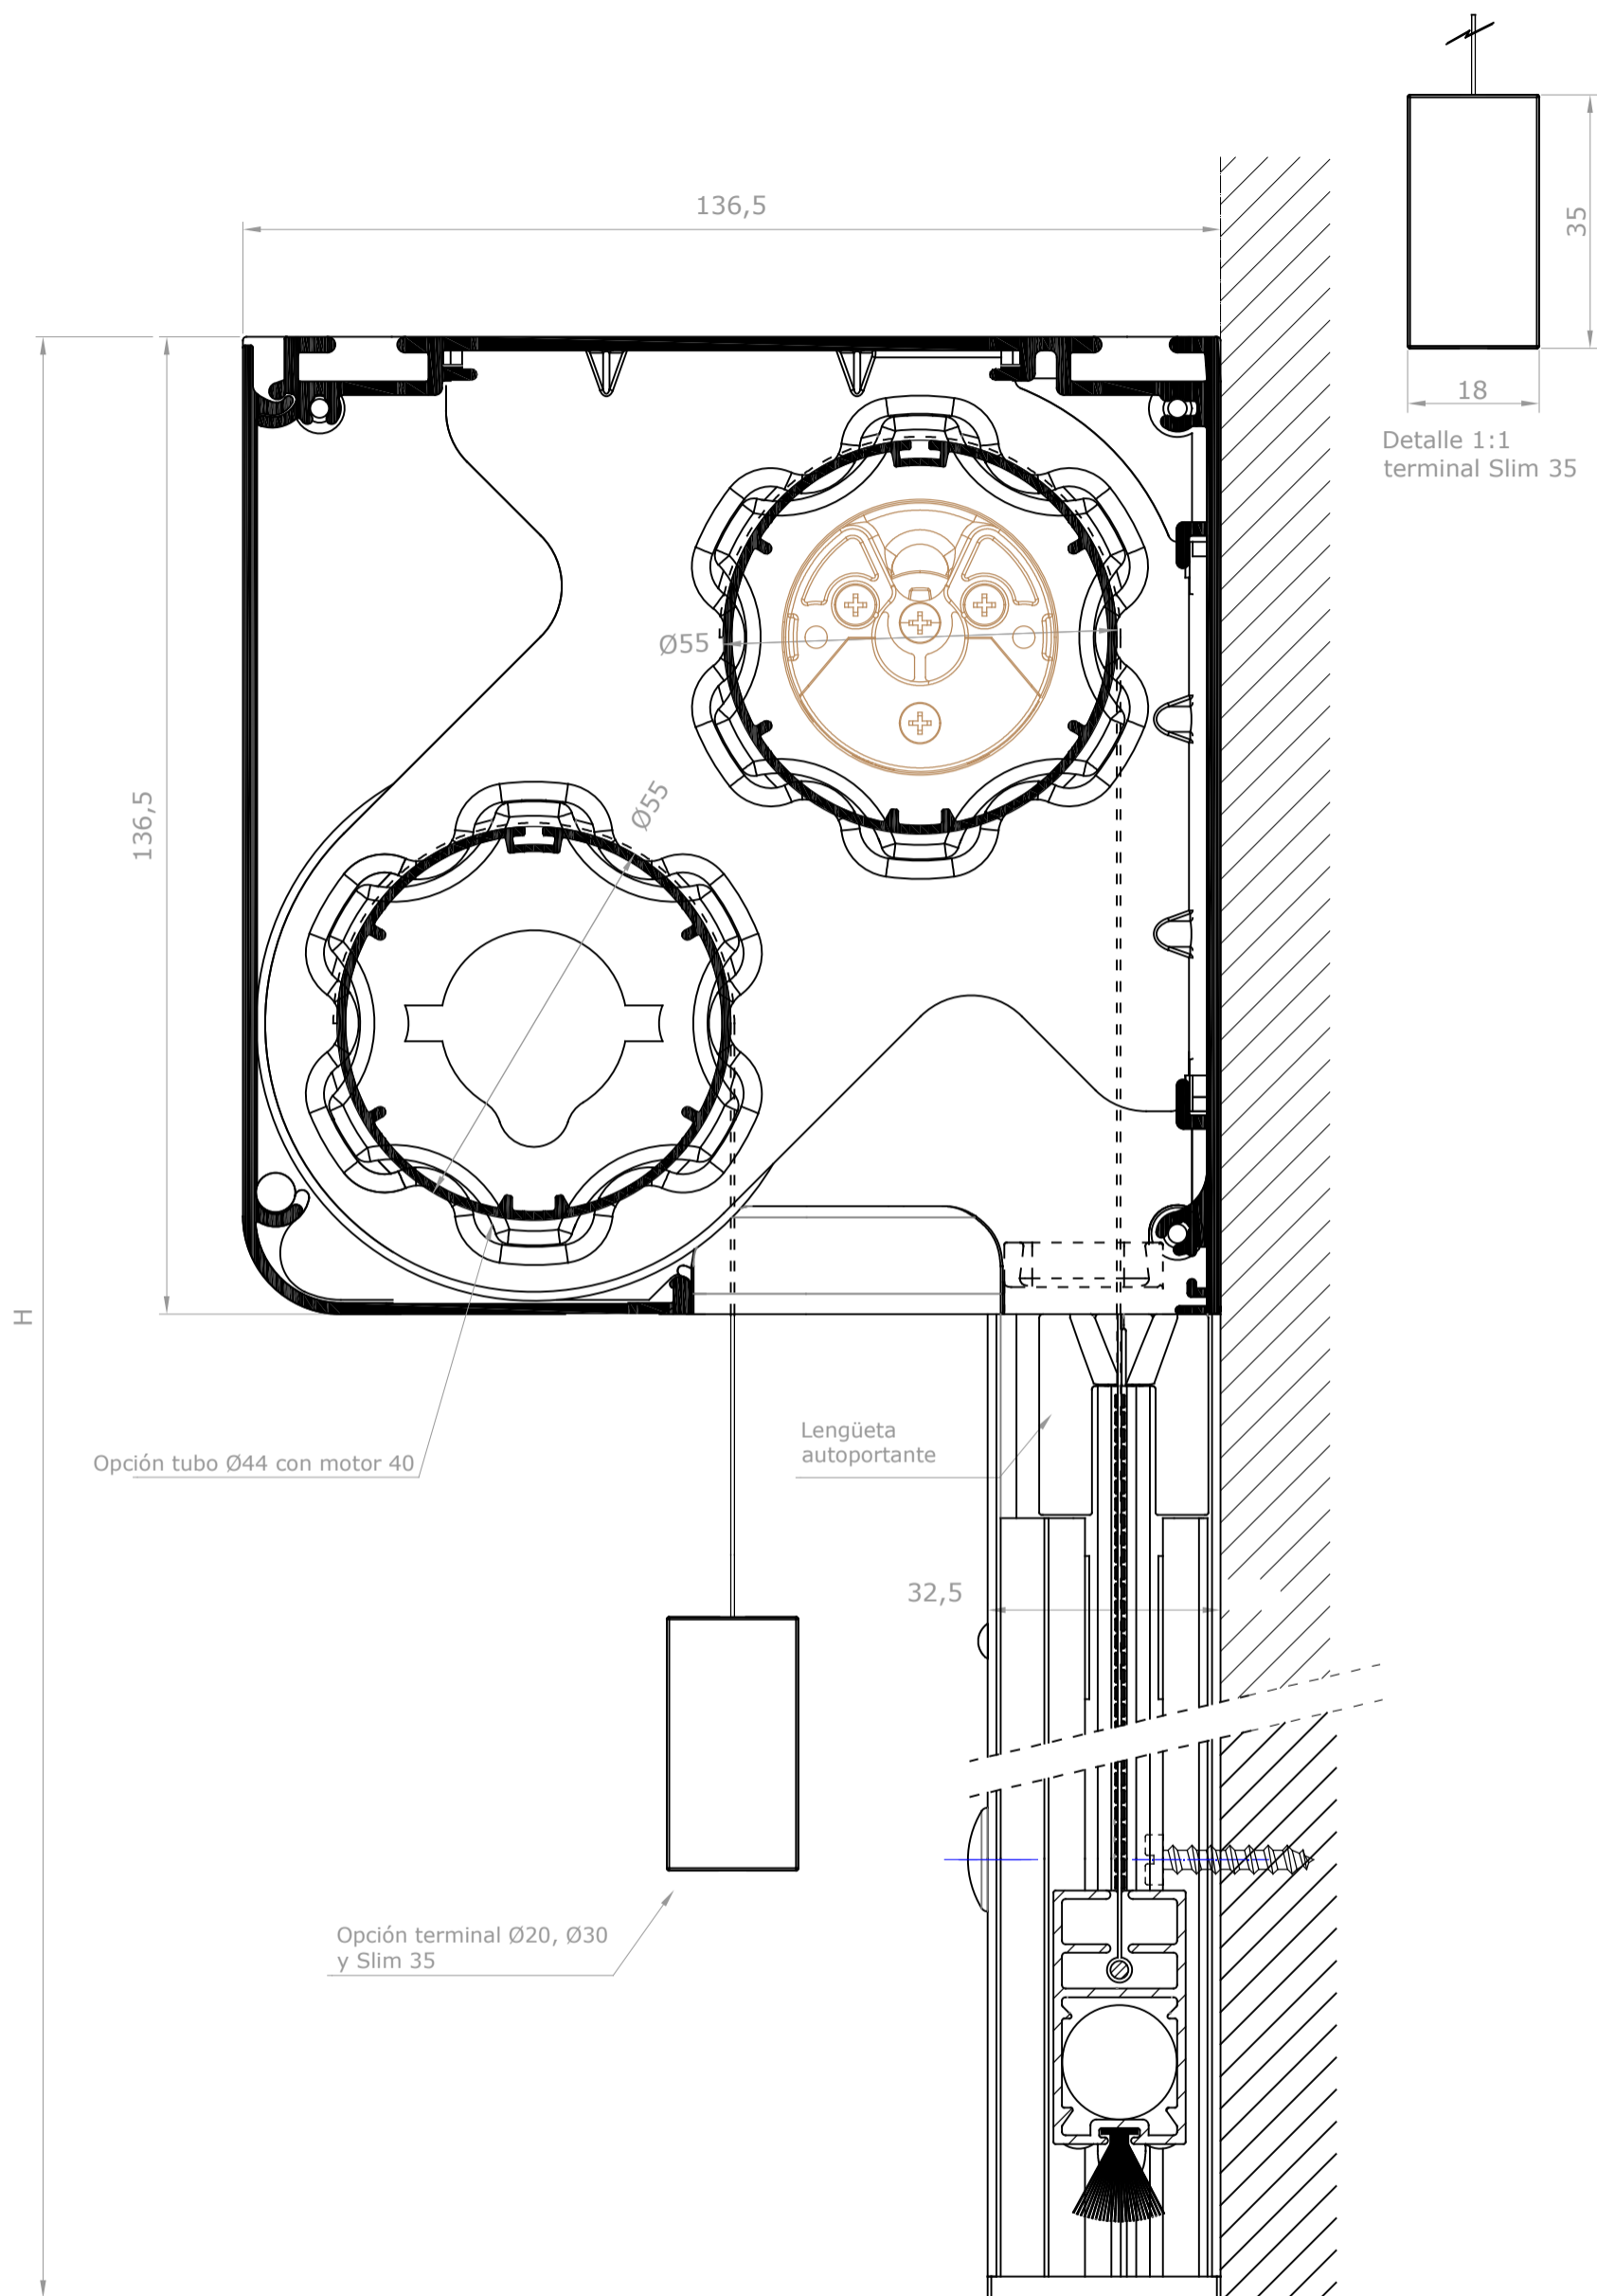 136,5
35
18
Detalle 1:1
terminal Slim 35
Ø55
136,5
Ø55
H
Lengüeta
autoportante
Opción tubo Ø44 con motor 40
32,5
Opción terminal Ø20, Ø30
y Slim 35